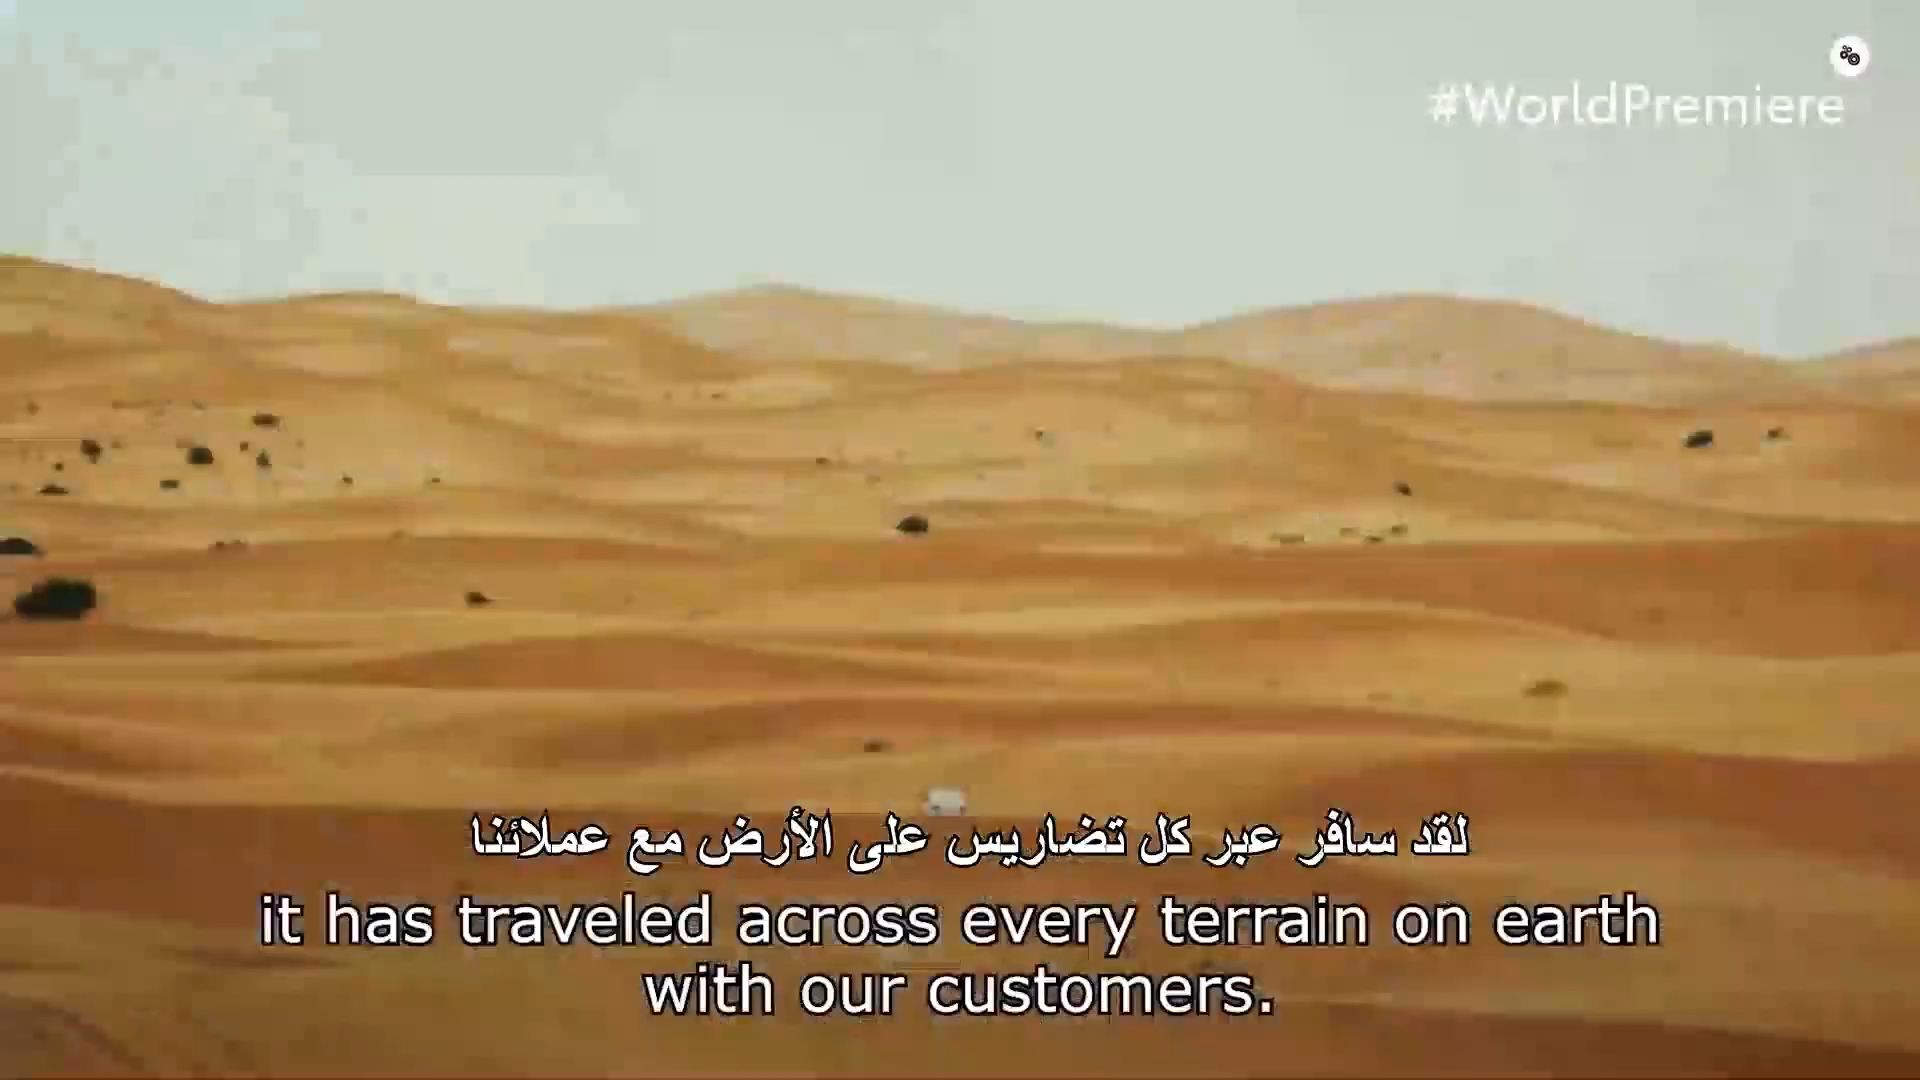 #WorldPremiere
لقد سافر عبر كل تضاريس على الأرض مع عملائنا
it has traveled across every terrain on earth
with our customers.